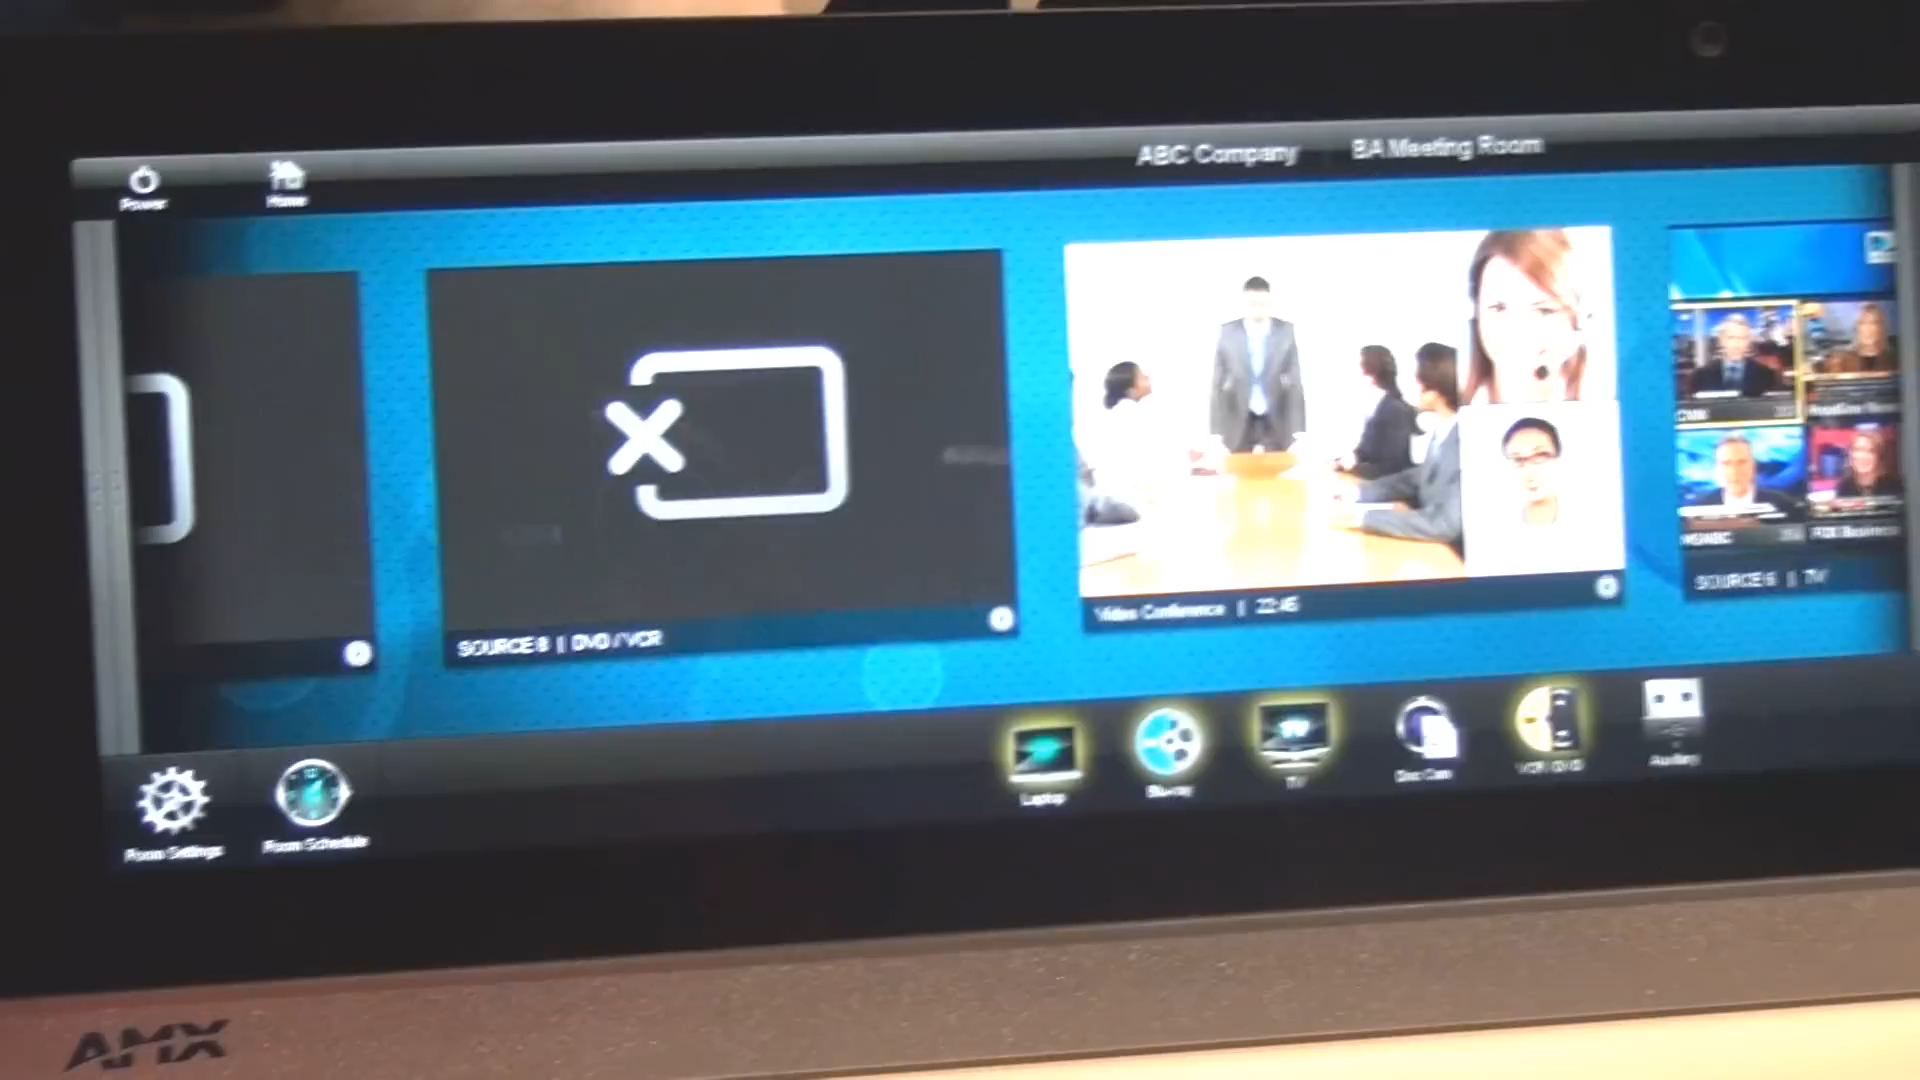 ABC Company
BA Meeting Room
Power
Home
CNN
MSNBC
SOURCE 8 | DVD / VCR
Video Conference | 22:45
SOURCE 6 | TV
Laptop
Blu-ray
TV
Doc Cam
VCR/DVD
Auxiliary
Room Settings
Room Schedule
AMX